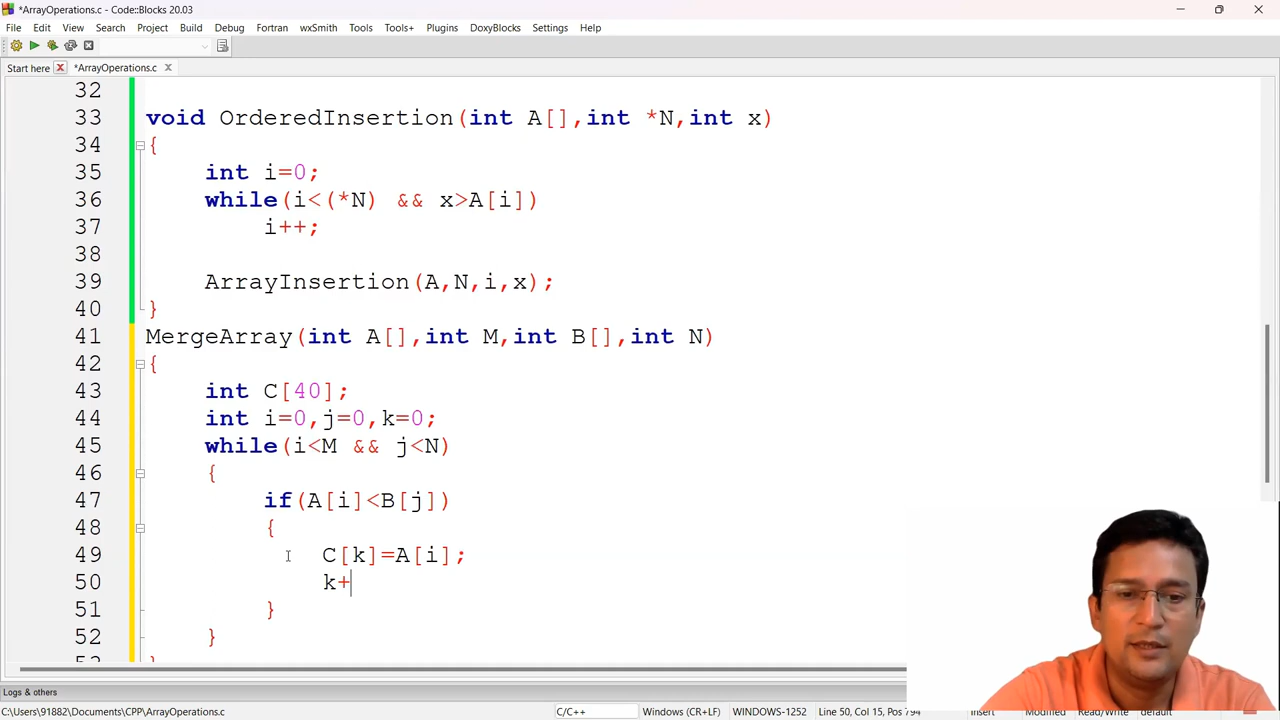 *ArrayOperations.c - Code::Blocks 20.03
File Edit View Search Project Build Debug Fortran wxSmith Tools Tools+ Plugins DoxyBlocks Settings Help
Start here *ArrayOperations.c
32
33 void OrderedInsertion(int A[],int *N,int x)
34 {
35 int i=0;
36 while(i<(*N) && x>A[i])
37 i++;
38
39 ArrayInsertion(A,N,i,x);
40 }
41 MergeArray(int A[],int M,int B[],int N)
42 {
43 int C[40];
44 int i=0,j=0,k=0;
45 while(i<M && j<N)
46 {
47 if(A[i]<B[j])
48 {
49 C[k]=A[i];
50 k+
51 }
52 }
53 }
Logs & others
C:\Users\91882\Documents\CPP\ArrayOperations.c C/C++ Windows (CR+LF) WINDOWS-1252 Line 50, Col 15, Pos 794 Insert Modified Read/Write default